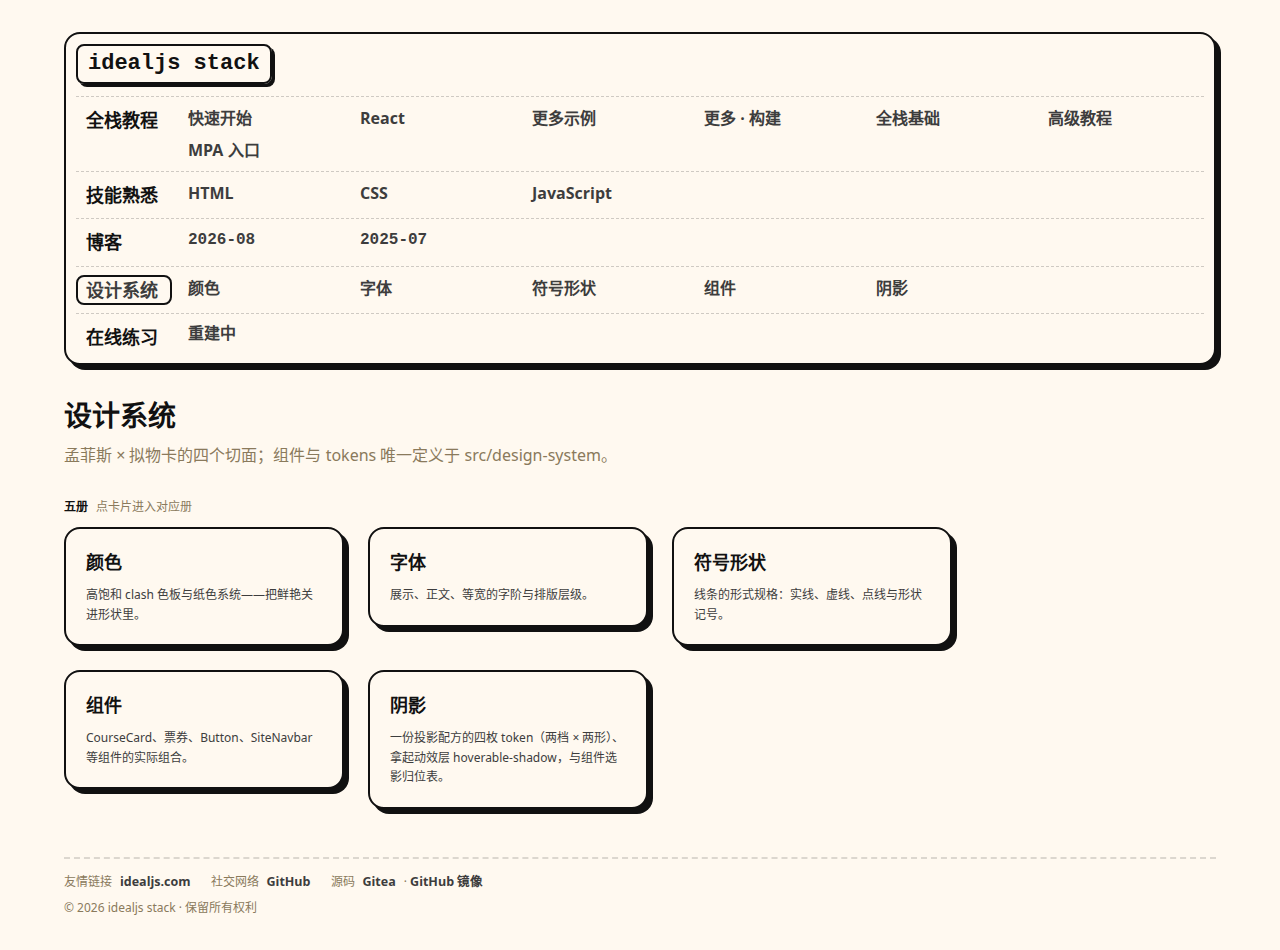 idealjs stack
全栈教程 快速开始 React 更多示例 更多 · 构建 全栈基础 高级教程
MPA 入口
技能熟悉 HTML CSS JavaScript
博客 2026-08 2025-07
设计系统 颜色 字体 符号形状 组件 阴影
在线练习 重建中
设计系统
孟菲斯 × 拟物卡的四个切面；组件与 tokens 唯一定义于 src/design-system。
五册 点卡片进入对应册
颜色
高饱和 clash 色板与纸色系统——把鲜艳关
进形状里。
字体
展示、正文、等宽的字阶与排版层级。
符号形状
线条的形式规格：实线、虚线、点线与形状
记号。
组件
CourseCard、票券、Button、SiteNavbar
等组件的实际组合。
阴影
一份投影配方的四枚 token（两档 × 两形）、
拿起动效层 hoverable-shadow，与组件选
影归位表。
友情链接 idealjs.com 社交网络 GitHub 源码 Gitea · GitHub 镜像
© 2026 idealjs stack · 保留所有权利